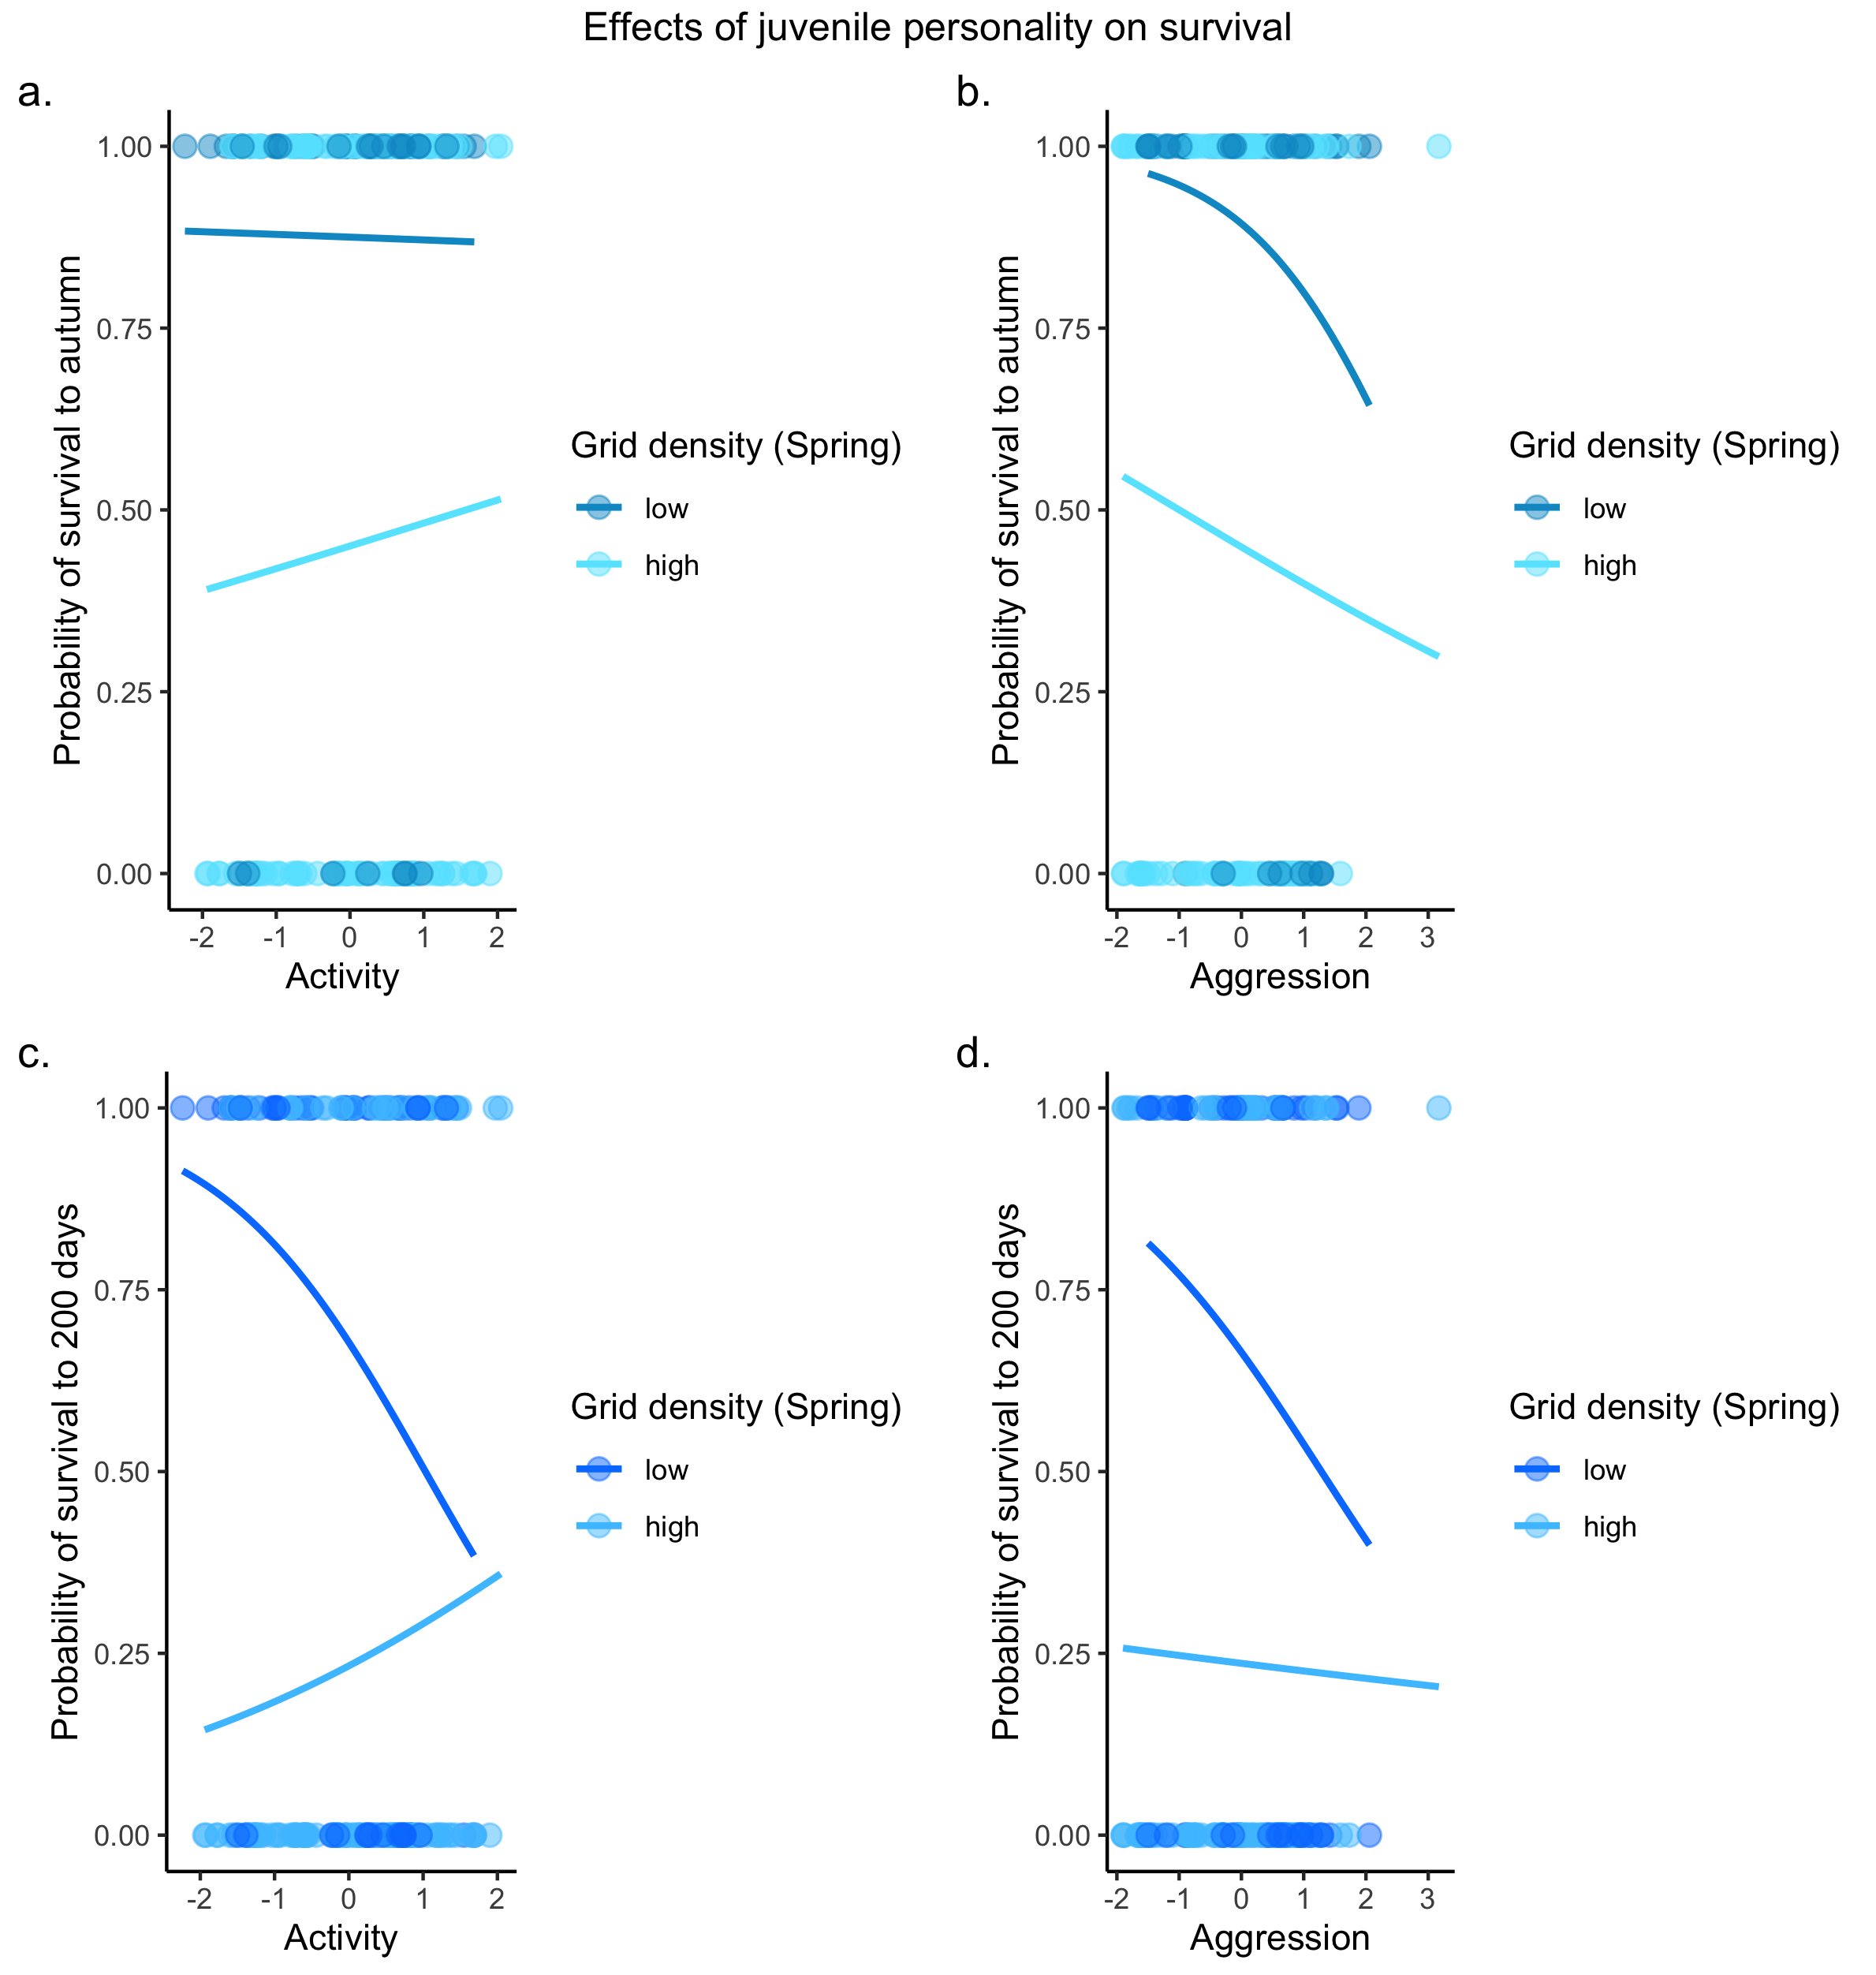 Effects of juvenile personality on survival
a.
Probability of survival to autumn
1.00
0.75
0.50
0.25
0.00
-2 -1 0 1 2
Activity
Grid density (Spring)
low
high
b.
Probability of survival to autumn
1.00
0.75
0.50
0.25
0.00
-2 -1 0 1 2 3
Aggression
Grid density (Spring)
low
high
c.
Probability of survival to 200 days
1.00
0.75
0.50
0.25
0.00
-2 -1 0 1 2
Activity
Grid density (Spring)
low
high
d.
Probability of survival to 200 days
1.00
0.75
0.50
0.25
0.00
-2 -1 0 1 2 3
Aggression
Grid density (Spring)
low
high